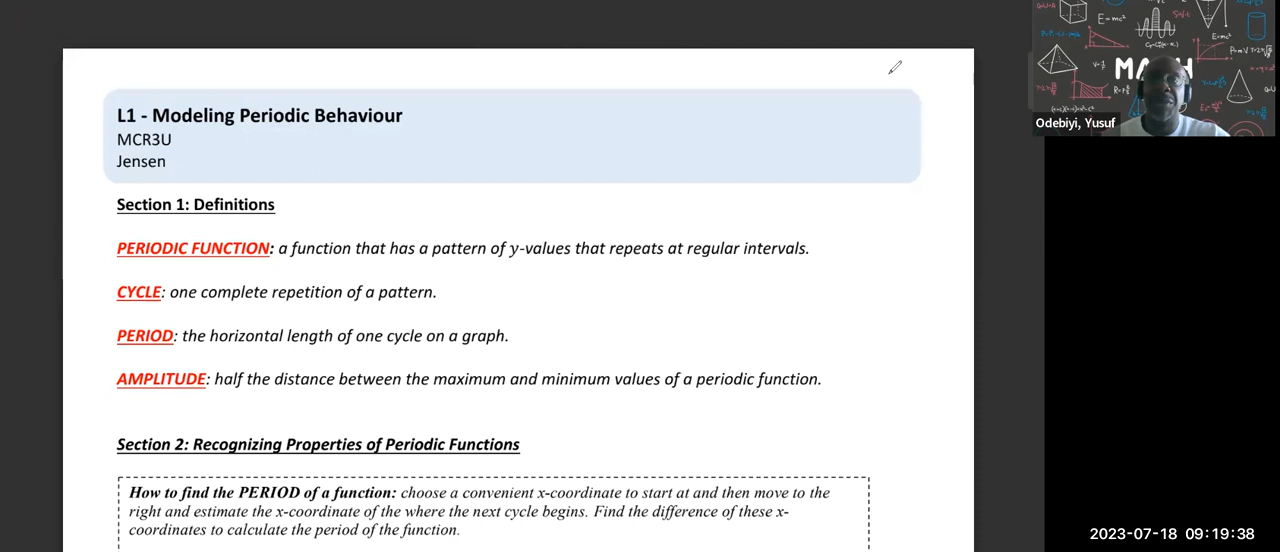 L1 - Modeling Periodic Behaviour
MCR3U
Jensen
Section 1: Definitions
PERIODIC FUNCTION: a function that has a pattern of y-values that repeats at regular intervals.
CYCLE: one complete repetition of a pattern.
PERIOD: the horizontal length of one cycle on a graph.
AMPLITUDE: half the distance between the maximum and minimum values of a periodic function.
Section 2: Recognizing Properties of Periodic Functions
How to find the PERIOD of a function: choose a convenient x-coordinate to start at and then move to the
right and estimate the x-coordinate of the where the next cycle begins. Find the difference of these x-
coordinates to calculate the period of the function.
E=mc²
E=mc²
Odebiyi, Yusuf
2023-07-18 09:19:38